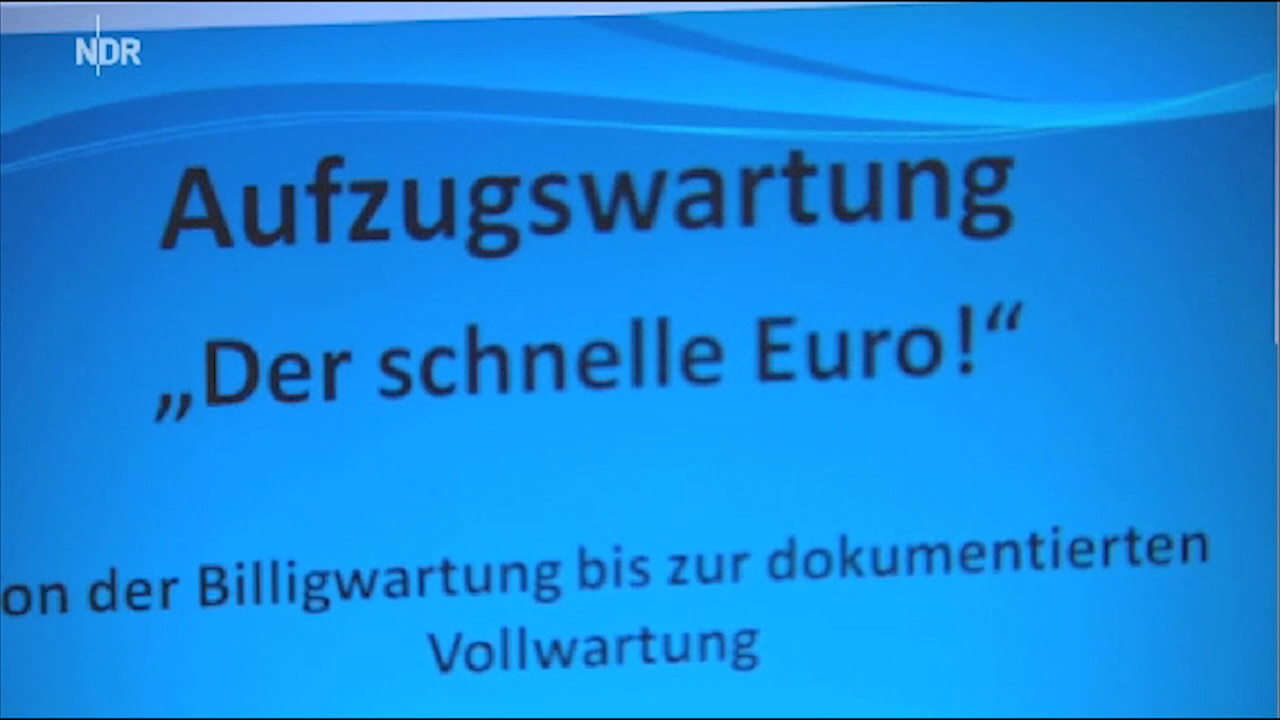 NDR
Aufzugswartung
„Der schnelle Euro!“
on der Billigwartung bis zur dokumentierten
Vollwartung